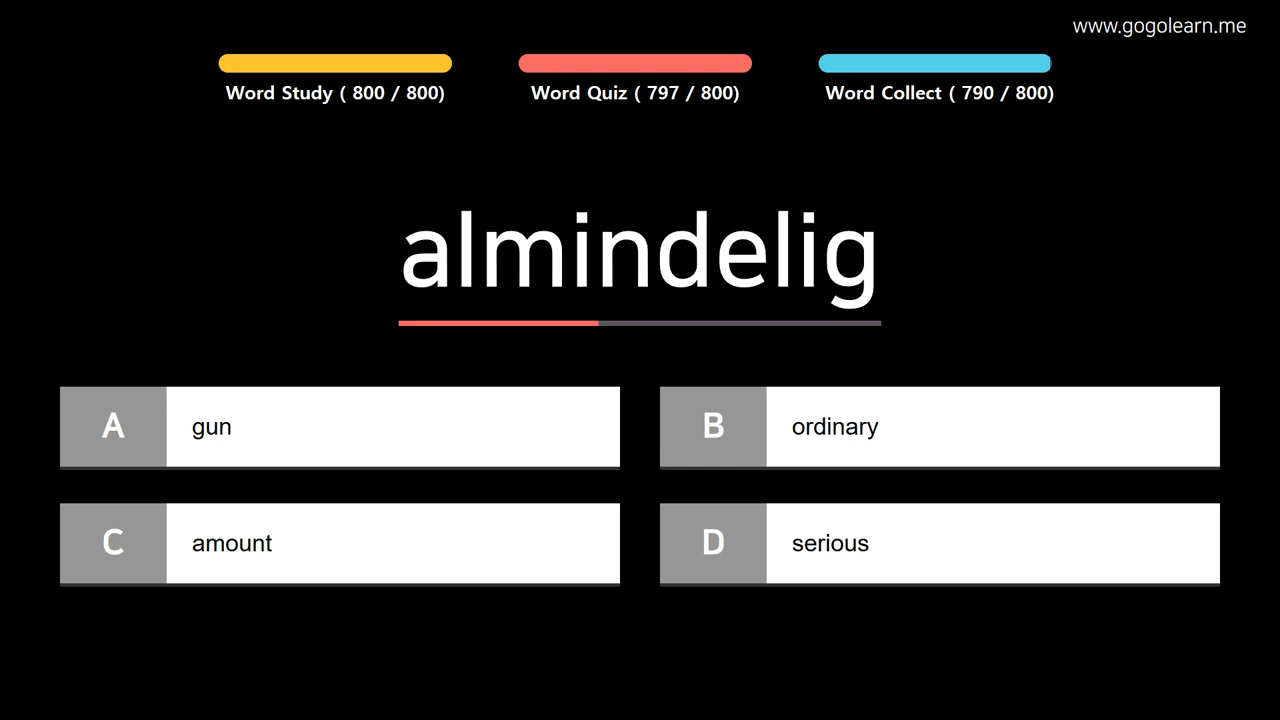 www.gogolearn.me
Word Study ( 800 / 800)
Word Quiz ( 797 / 800)
Word Collect ( 790 / 800)
almindelig
A gun
B ordinary
C amount
D serious